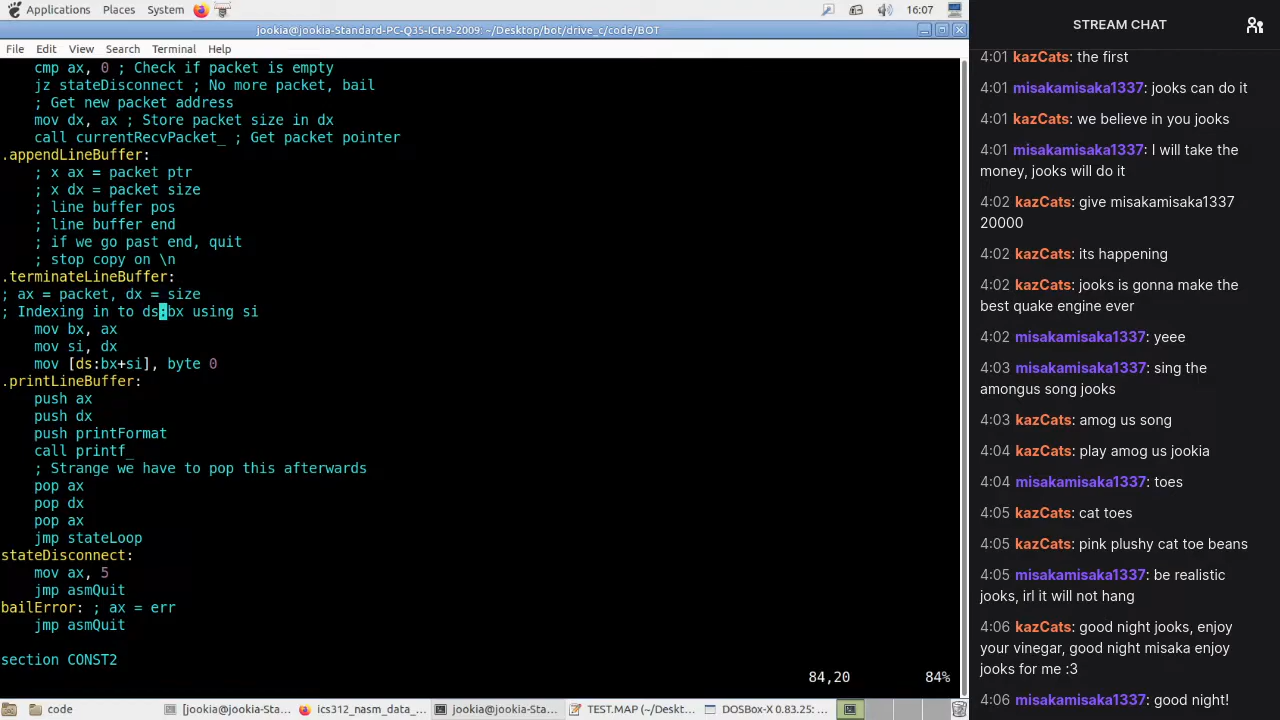 Applications Places System 16:07
jookia@jookia-Standard-PC-Q35-ICH9-2009: ~/Desktop/bot/drive_c/code/BOT
File Edit View Search Terminal Help
cmp ax, 0 ; Check if packet is empty
jz stateDisconnect ; No more packet, bail
; Get new packet address
mov dx, ax ; Store packet size in dx
call currentRecvPacket_ ; Get packet pointer
.appendLineBuffer:
; x ax = packet ptr
; x dx = packet size
; line buffer pos
; line buffer end
; if we go past end, quit
; stop copy on \n
.terminateLineBuffer:
; ax = packet, dx = size
; Indexing in to ds:bx using si
mov bx, ax
mov si, dx
mov [ds:bx+si], byte 0
.printLineBuffer:
push ax
push dx
push printFormat
call printf_
; Strange we have to pop this afterwards
pop ax
pop dx
pop ax
jmp stateLoop
stateDisconnect:
mov ax, 5
jmp asmQuit
bailError: ; ax = err
jmp asmQuit
section CONST2
84,20 84%
code [jookia@jookia-Sta... ics312_nasm_data_... jookia@jookia-Sta... TEST.MAP (~/Deskt... DOSBox-X 0.83.25: ...
STREAM CHAT
4:01 kazCats: the first
4:01 misakamisaka1337: jooks can do it
4:01 kazCats: we believe in you jooks
4:01 misakamisaka1337: I will take the
money, jooks will do it
4:02 kazCats: give misakamisaka1337
20000
4:02 kazCats: its happening
4:02 kazCats: jooks is gonna make the
best quake engine ever
4:02 misakamisaka1337: yeee
4:03 misakamisaka1337: sing the
amongus song jooks
4:03 kazCats: amog us song
4:04 kazCats: play amog us jookia
4:04 misakamisaka1337: toes
4:05 kazCats: cat toes
4:05 kazCats: pink plushy cat toe beans
4:05 misakamisaka1337: be realistic
jooks, irl it will not hang
4:06 kazCats: good night jooks, enjoy
your vinegar, good night misaka enjoy
jooks for me :3
4:06 misakamisaka1337: good night!